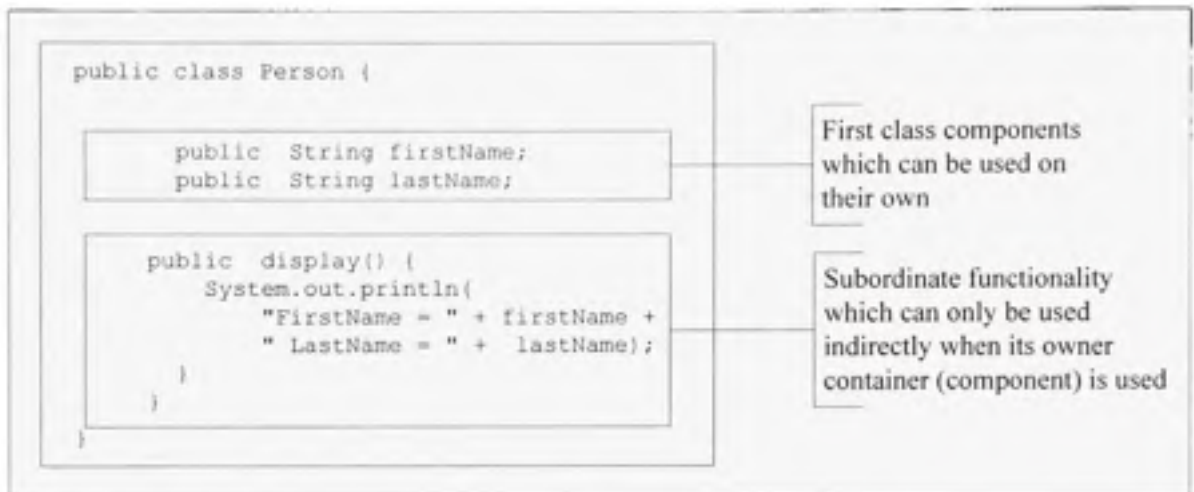 public class Person {
public String firstName;
public String lastName;
public display() {
System.out.println(
"FirstName = " + firstName +
" LastName = " + lastName);
}
}
}
First class components
which can be used on
their own
Subordinate functionality
which can only be used
indirectly when its owner
container (component) is used